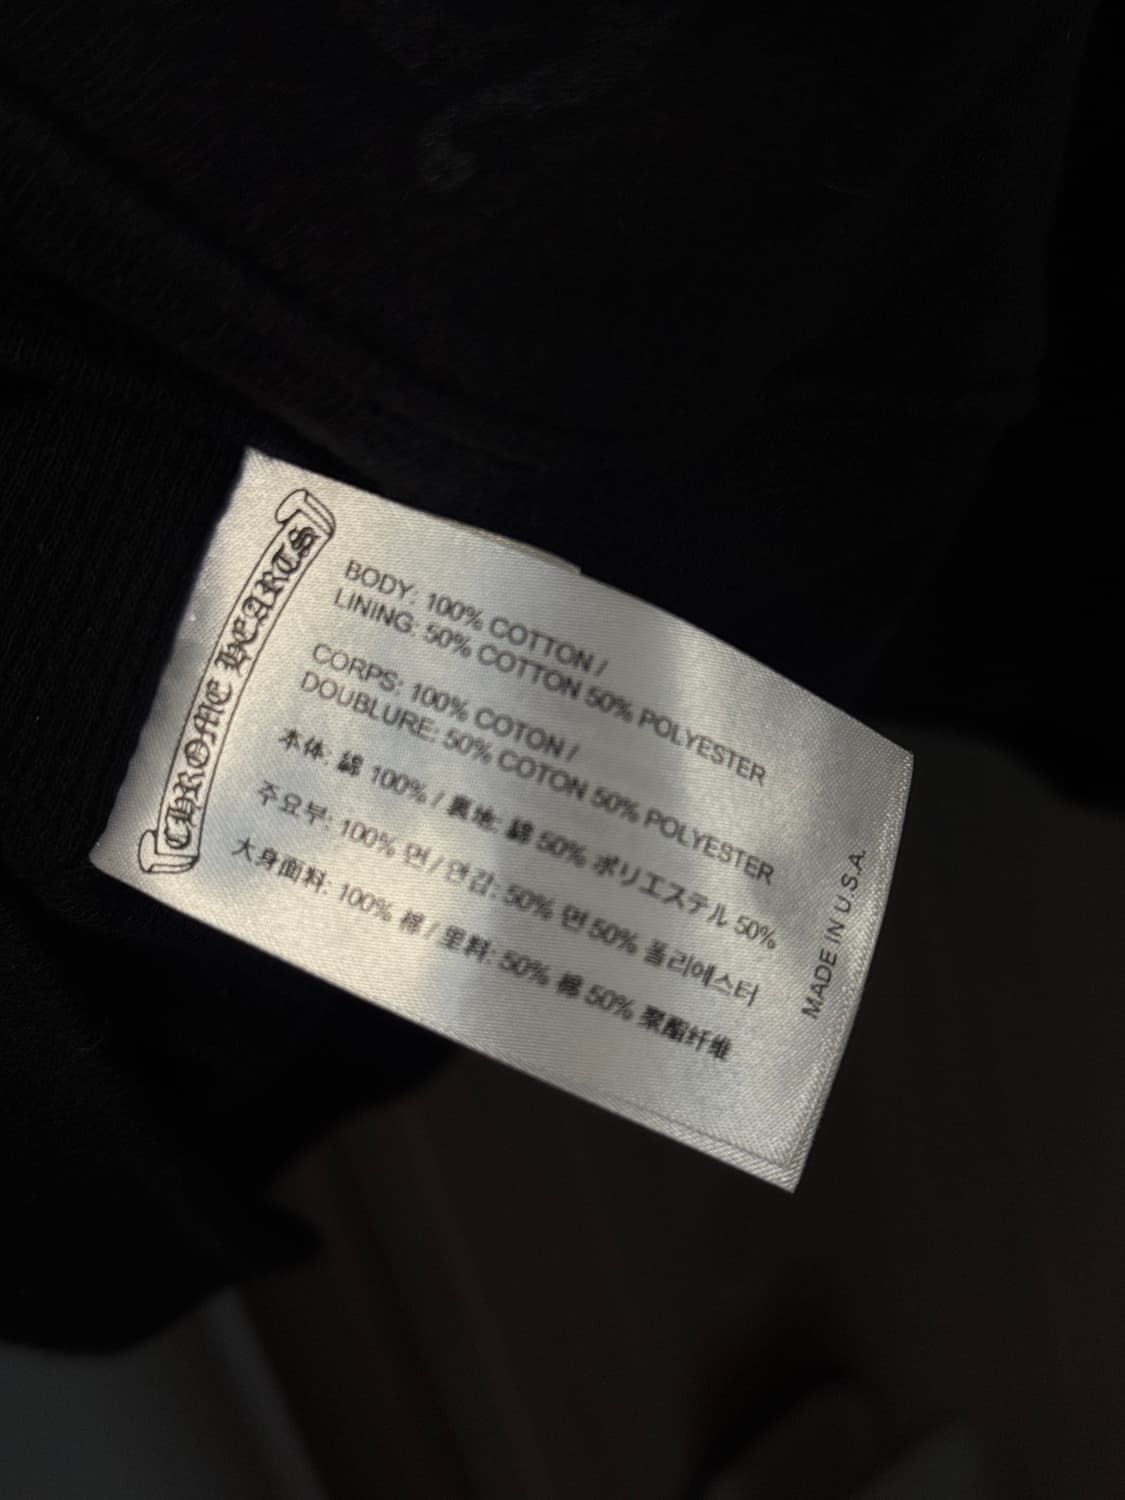 CHROME HEARTS
BODY: 100% COTTON /
LINING: 50% COTTON 50% POLYESTER
CORPS: 100% COTON /
DOUBLURE: 50% COTON 50% POLYESTER
本体: 綿 100% / 裏地: 綿 50% ポリエステル 50%
주요부: 100% 면 / 안감: 50% 면 50% 폴리에스터
大身面料: 100% 棉 / 里料: 50% 棉 50% 聚酯纤维
MADE IN U.S.A.